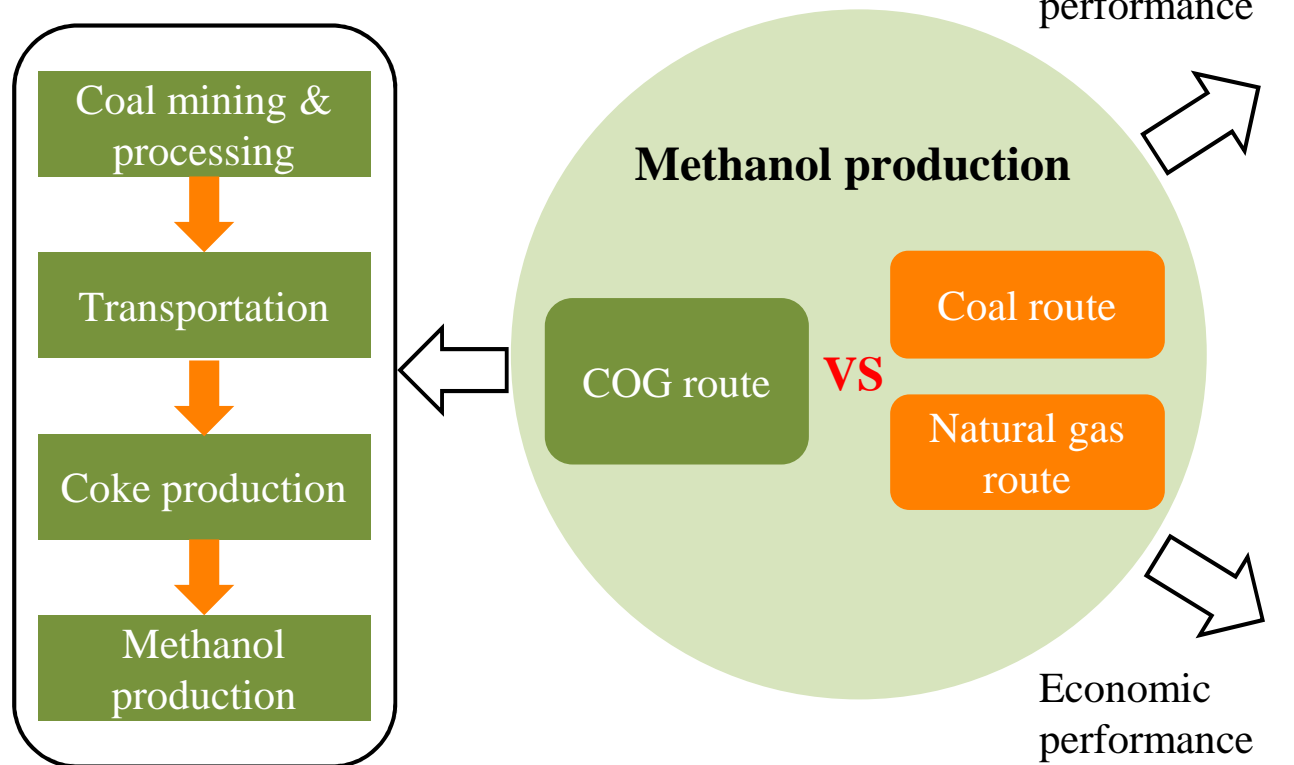 performance
Coal mining &
processing
Methanol production
Transportation
Coal route
COG route
VS
Natural gas
route
Coke production
Methanol
production
Economic
performance